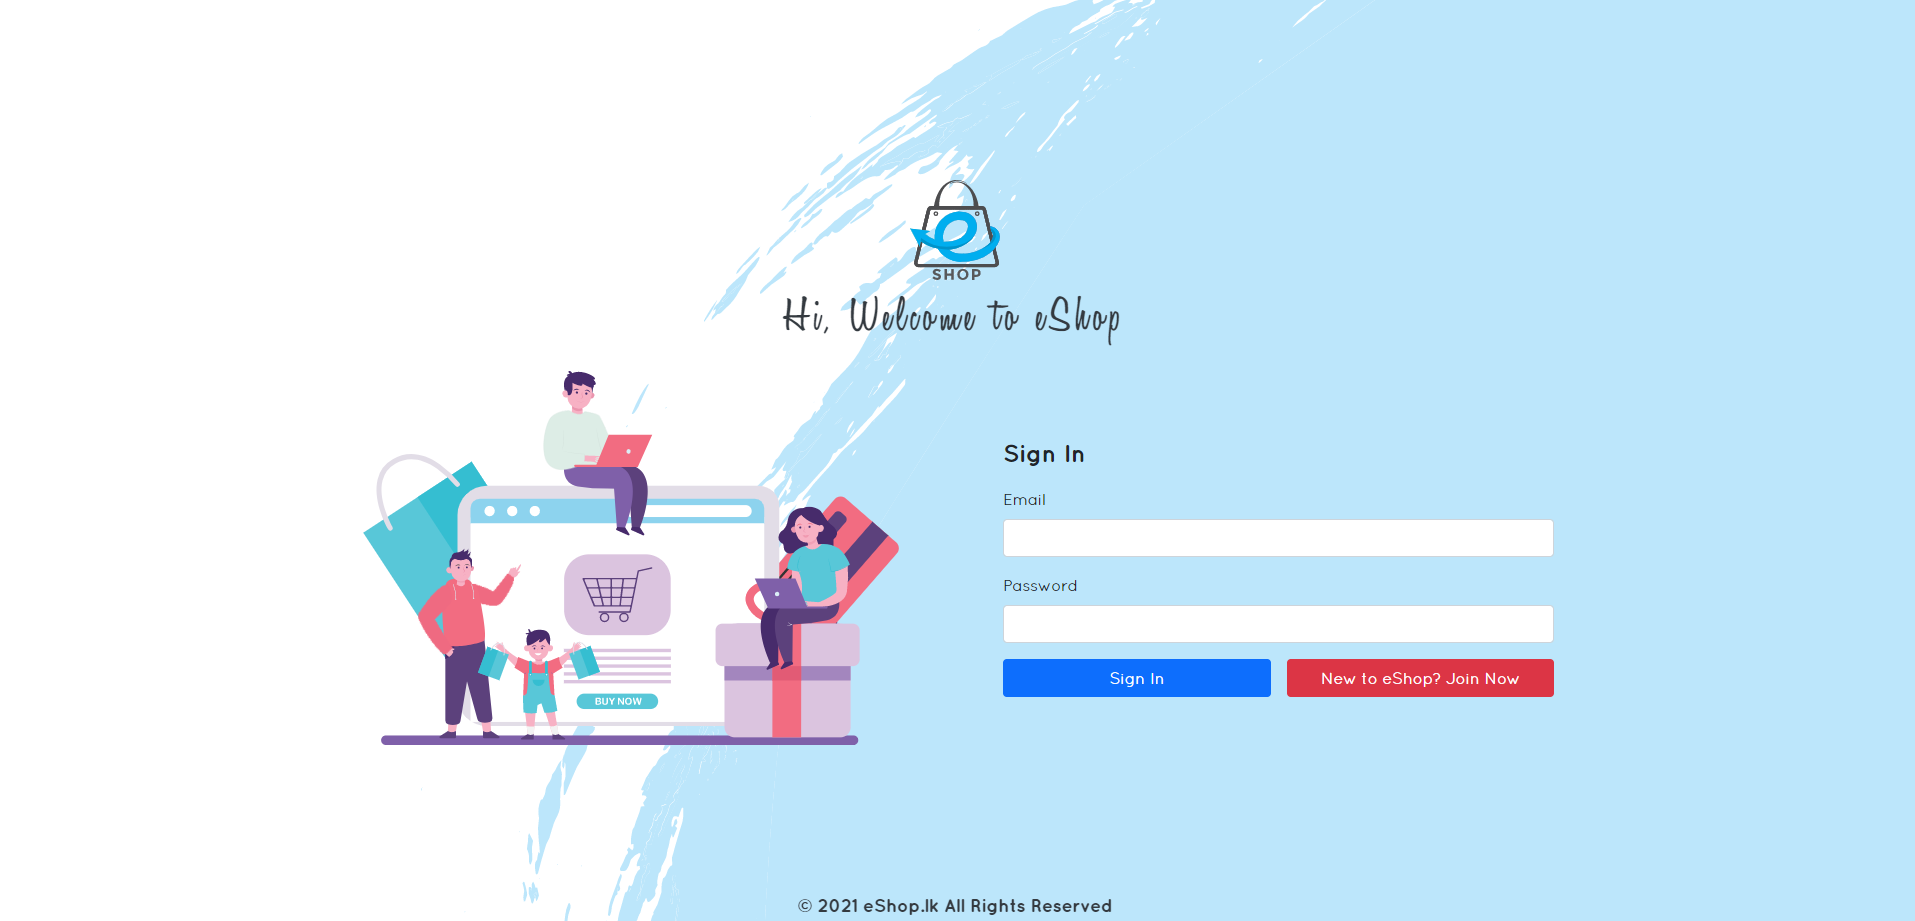 SHOP
Hi, Welcome to eShop
Sign In
Email
Password
Sign In
New to eShop? Join Now
BUY NOW
© 2021 eShop.lk All Rights Reserved